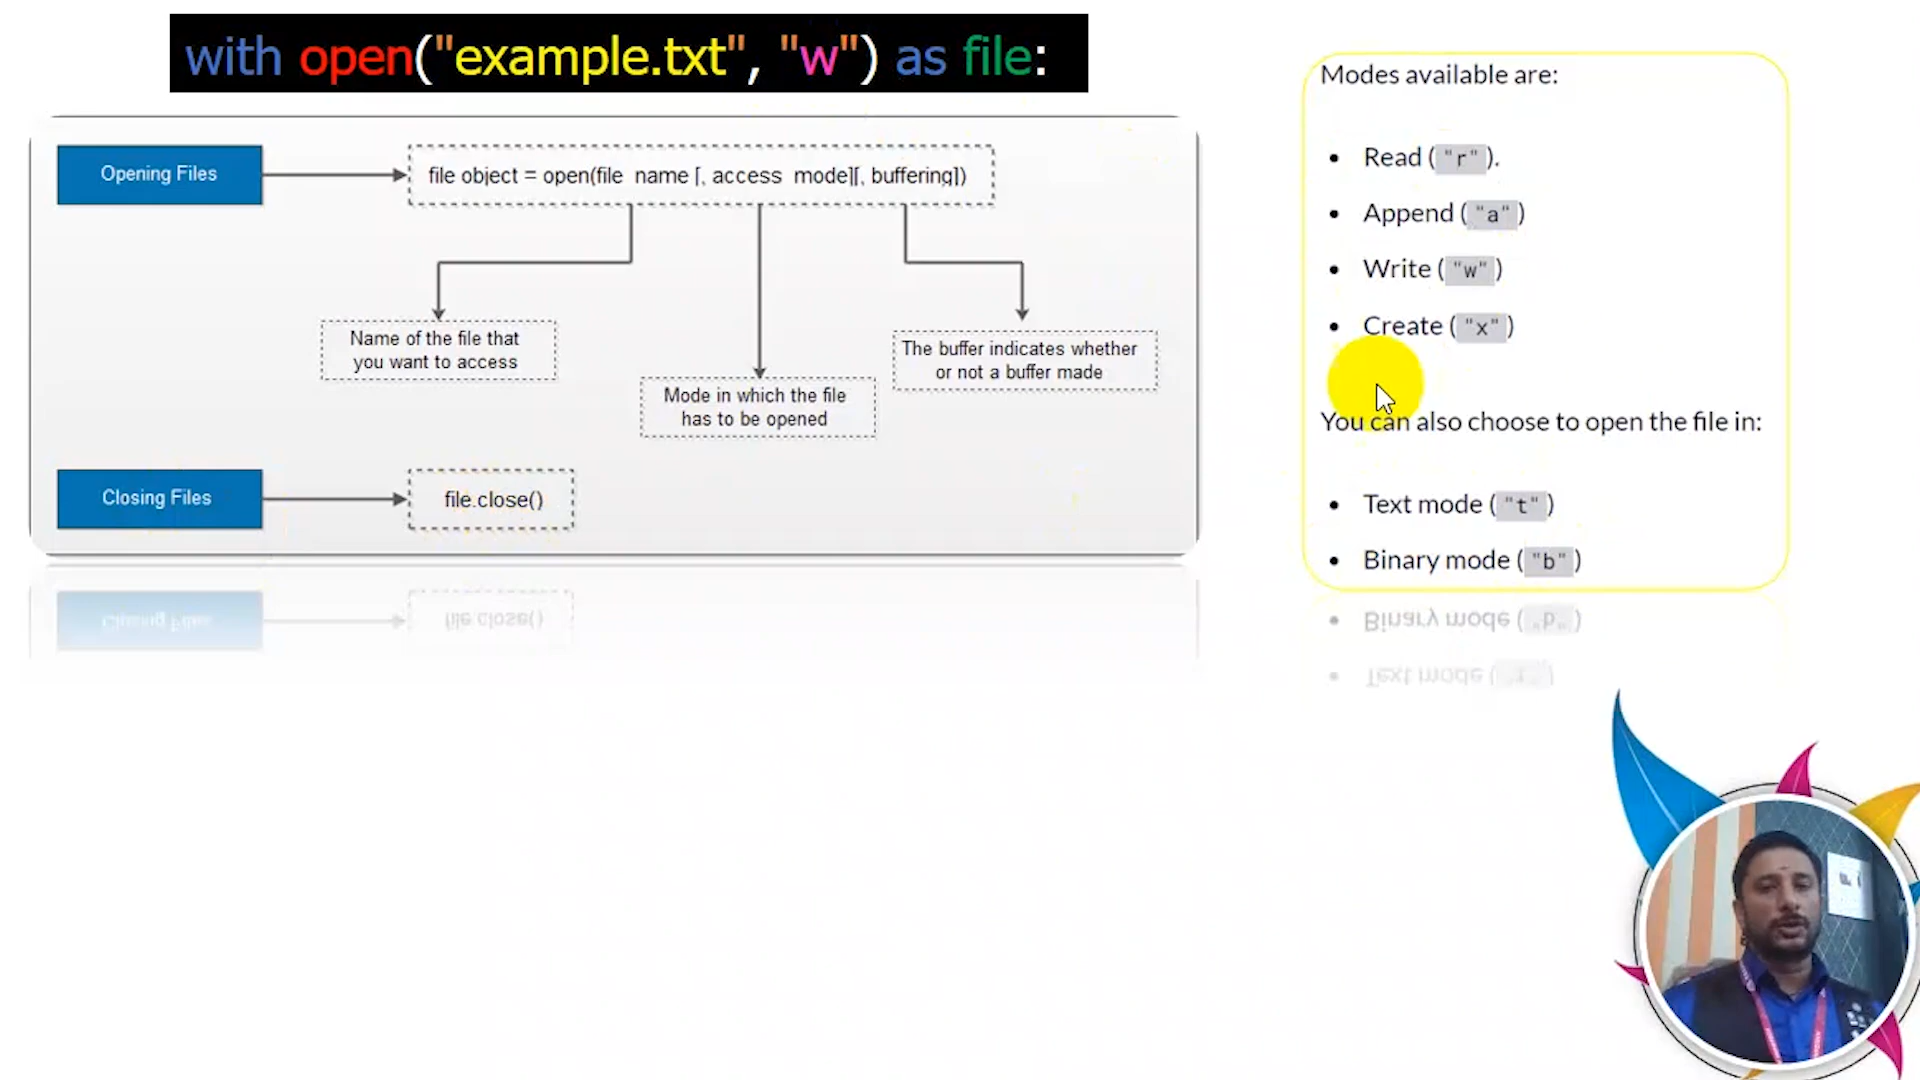 with open("example.txt", "w") as file:
Opening Files
file object = open(file_name [, access_mode][, buffering])
Name of the file that
you want to access
Mode in which the file
has to be opened
The buffer indicates whether
or not a buffer made
Closing Files
file.close()
Modes available are:
• Read ("r").
• Append ("a")
• Write ("w")
• Create ("x")
You can also choose to open the file in:
• Text mode ("t")
• Binary mode ("b")